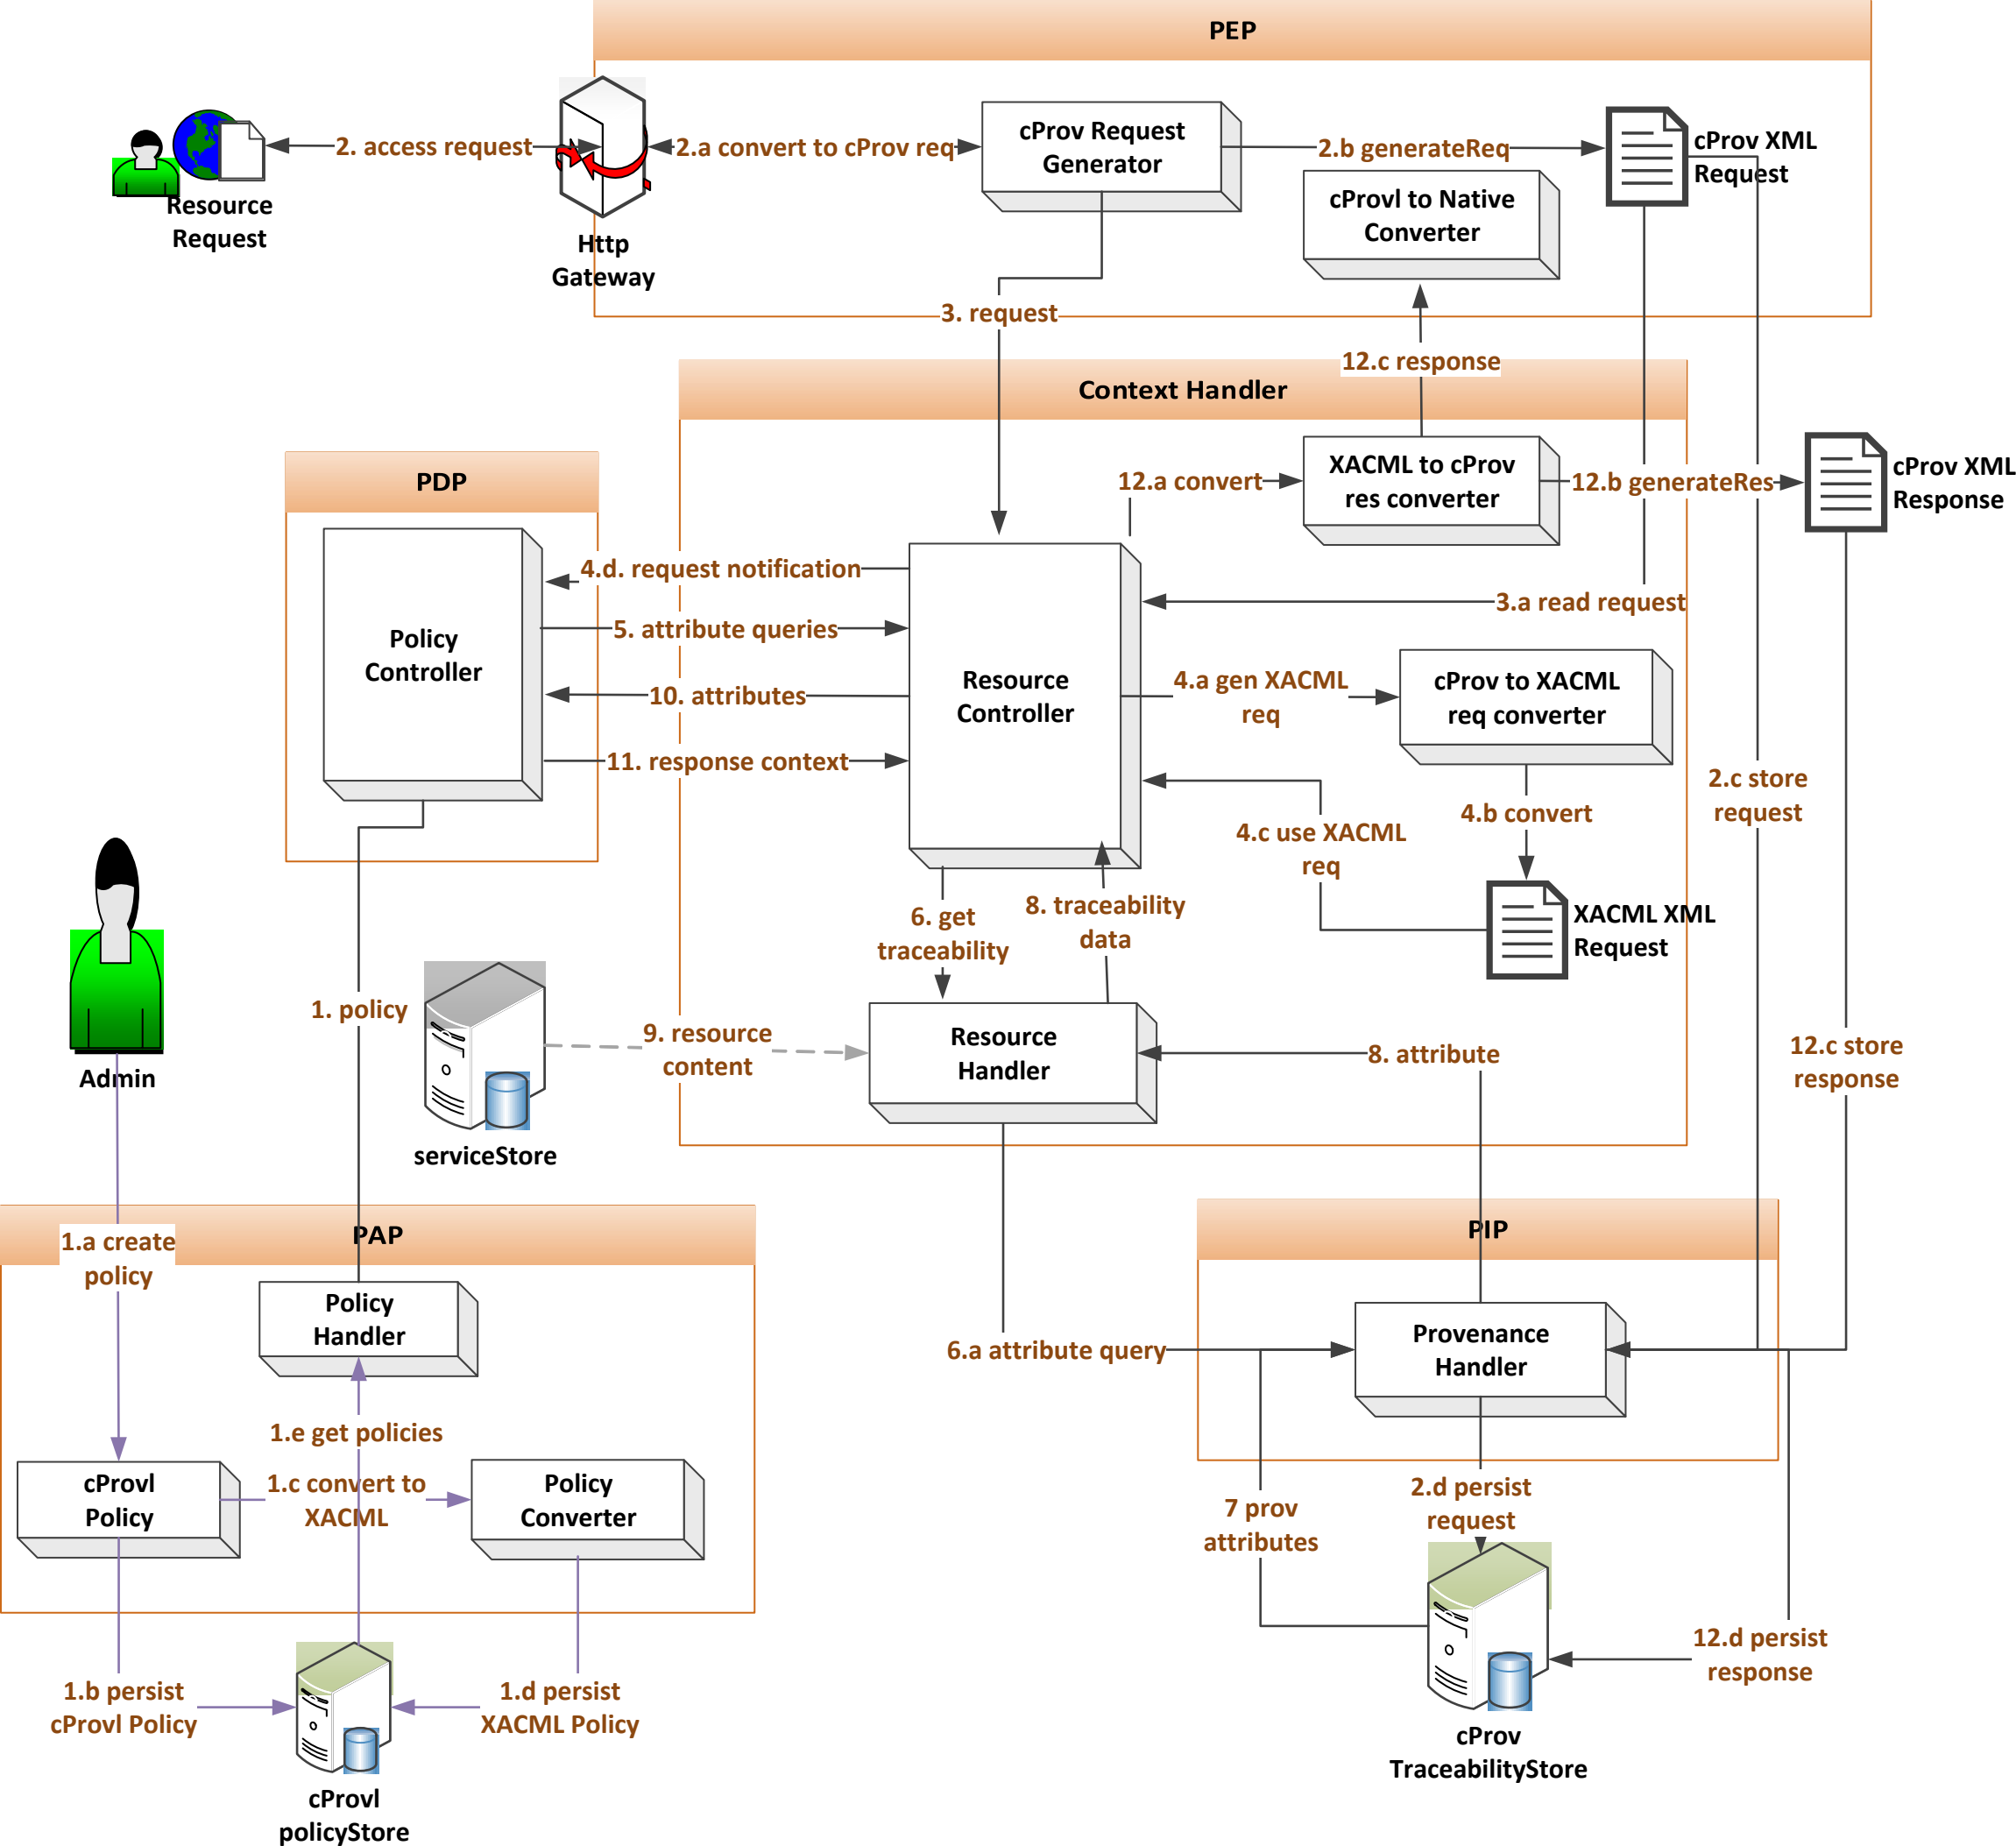 PEP
2. access request
2.a convert to cProv req
cProv Request
Generator
2.b generateReq
cProv XML
Request
Resource
Request
cProvl to Native
Converter
Http
Gateway
3. request
12.c response
Context Handler
PDP
12.a convert
XACML to cProv
res converter
12.b generateRes
cProv XML
Response
4.d. request notification
3.a read request
5. attribute queries
Policy
Controller
Resource
Controller
10. attributes
4.a gen XACML
req
cProv to XACML
req converter
11. response context
2.c store
request
4.b convert
4.c use XACML
req
6. get
traceability
8. traceability
data
XACML XML
Request
1. policy
9. resource
content
Resource
Handler
8. attribute
12.c store
response
Admin
serviceStore
PAP
PIP
1.a create
policy
Policy
Handler
6.a attribute query
Provenance
Handler
1.e get policies
cProvl
Policy
1.c convert to
XACML
Policy
Converter
7 prov
attributes
2.d persist
request
12.d persist
response
1.b persist
cProvl Policy
1.d persist
XACML Policy
cProv
TraceabilityStore
cProvl
policyStore